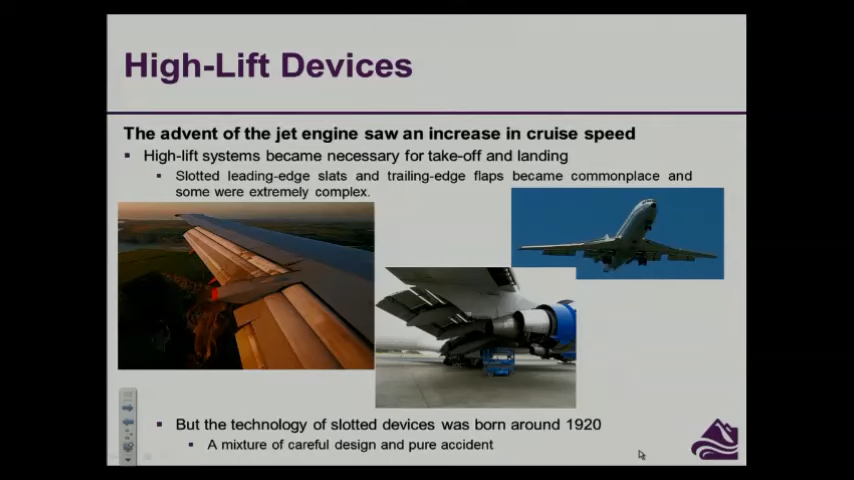 High-Lift Devices
The advent of the jet engine saw an increase in cruise speed
High-lift systems became necessary for take-off and landing
Slotted leading-edge slats and trailing-edge flaps became commonplace and
some were extremely complex.
But the technology of slotted devices was born around 1920
A mixture of careful design and pure accident